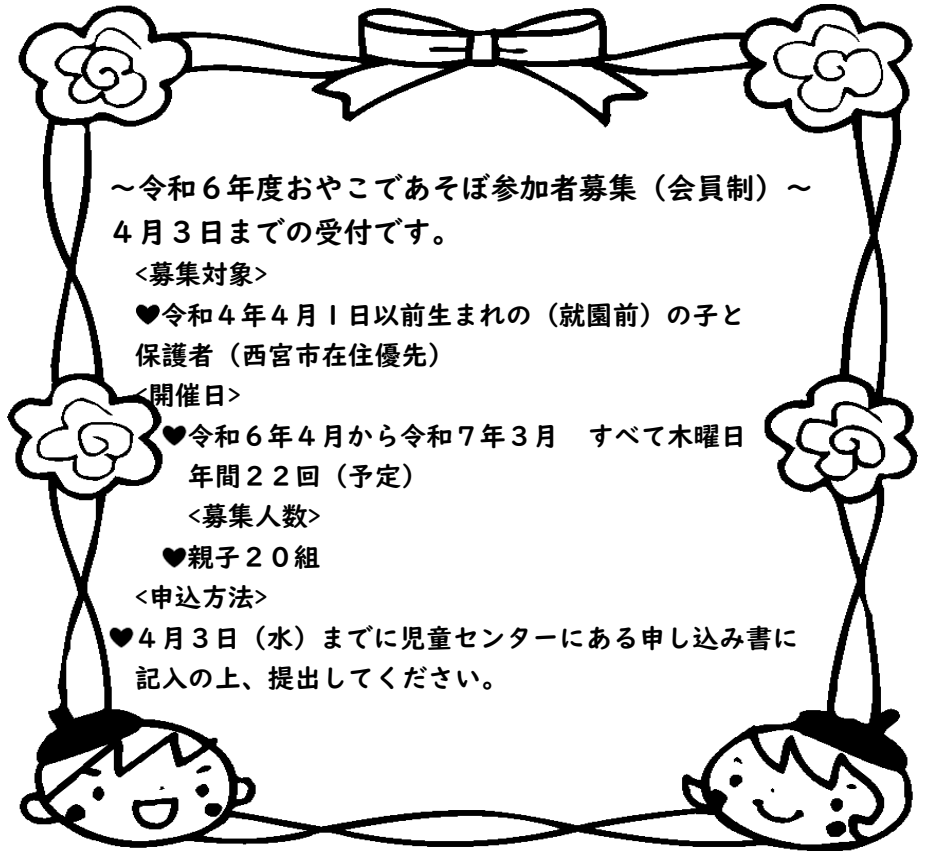 ～令和６年度おやこであそぼ参加者募集（会員制）～
４月３日までの受付です。
<募集対象>
♥令和４年４月１日以前生まれの（就園前）の子と
保護者（西宮市在住優先）
<開催日>
♥令和６年４月から令和７年３月　すべて木曜日
年間２２回（予定）
<募集人数>
♥親子２０組
<申込方法>
♥４月３日（水）までに児童センターにある申し込み書に
記入の上、提出してください。